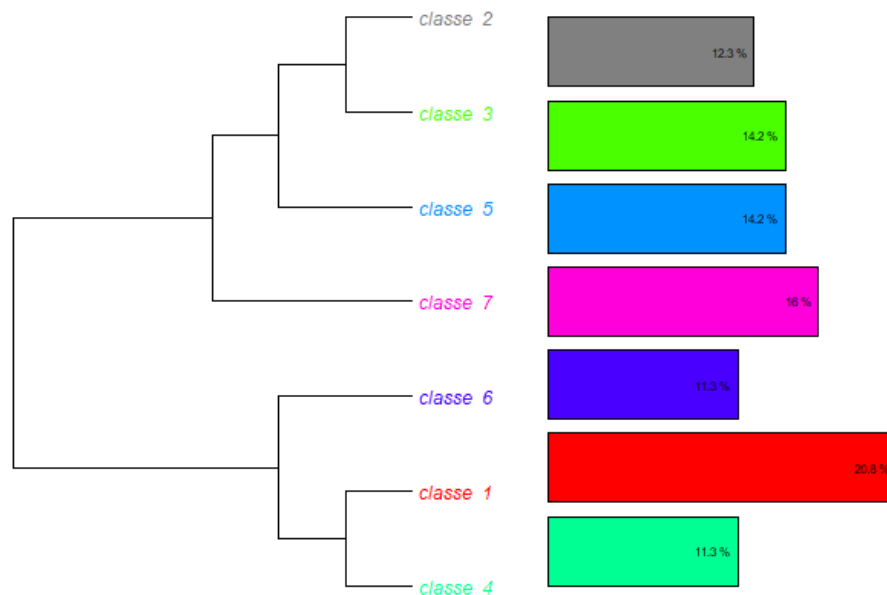 classe 2
12.3 %
classe 3
14.2 %
classe 5
14.2 %
classe 7
16 %
classe 6
11.3 %
classe 1
20.8 %
classe 4
11.3 %